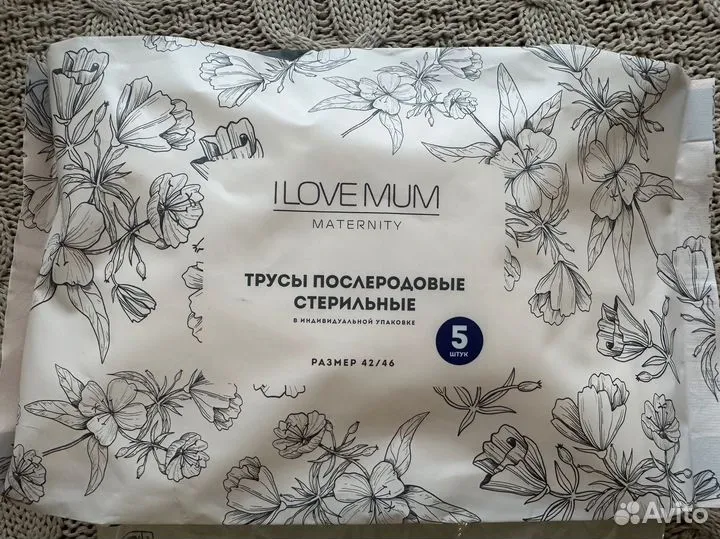 I LOVE MUM
MATERNITY
ТРУСЫ ПОСЛЕРОДОВЫЕ
СТЕРИЛЬНЫЕ
В ИНДИВИДУАЛЬНОЙ УПАКОВКЕ
5
ШТУК
РАЗМЕР 42/46
Avito